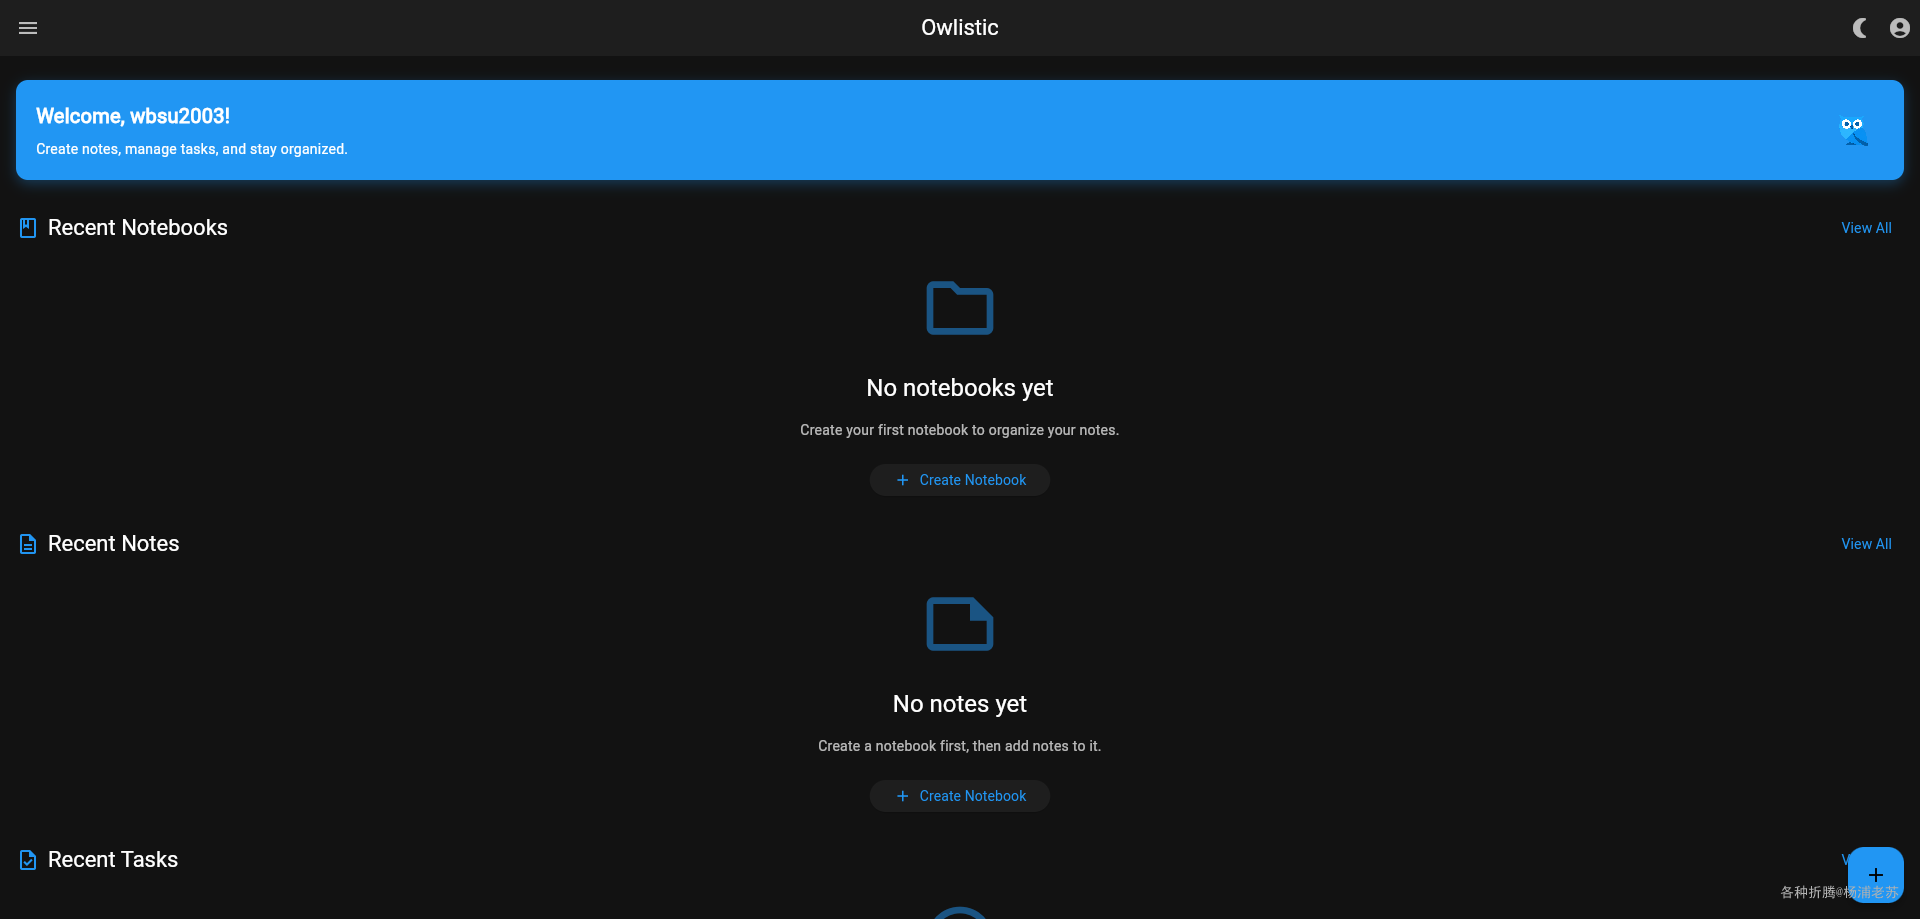 Owlistic
Welcome, wbsu2003!
Create notes, manage tasks, and stay organized.
Recent Notebooks
View All
No notebooks yet
Create your first notebook to organize your notes.
Create Notebook
Recent Notes
View All
No notes yet
Create a notebook first, then add notes to it.
Create Notebook
Recent Tasks
各种折腾@杨浦老苏